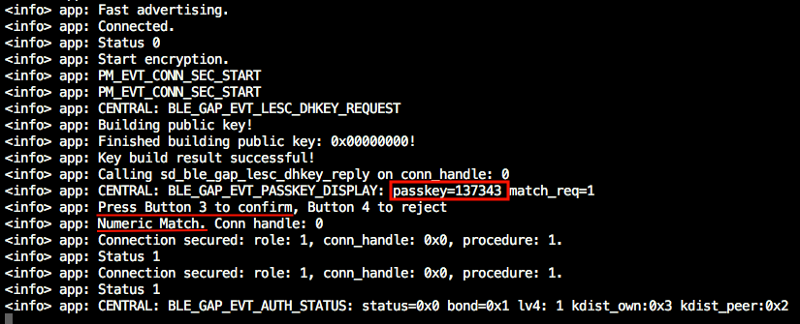 <info> app: Fast advertising.
<info> app: Connected.
<info> app: Status 0
<info> app: Start encryption.
<info> app: PM_EVT_CONN_SEC_START
<info> app: PM_EVT_CONN_SEC_START
<info> app: CENTRAL: BLE_GAP_EVT_LESC_DHKEY_REQUEST
<info> app: Building public key!
<info> app: Finished building public key: 0x00000000!
<info> app: Key build result successful!
<info> app: Calling sd_ble_gap_lesc_dhkey_reply on conn_handle: 0
<info> app: CENTRAL: BLE_GAP_EVT_PASSKEY_DISPLAY: passkey=137343 match_req=1
<info> app: Press Button 3 to confirm, Button 4 to reject
<info> app: Numeric Match. Conn handle: 0
<info> app: Connection secured: role: 1, conn_handle: 0x0, procedure: 1.
<info> app: Status 1
<info> app: Connection secured: role: 1, conn_handle: 0x0, procedure: 1.
<info> app: Status 1
<info> app: CENTRAL: BLE_GAP_EVT_AUTH_STATUS: status=0x0 bond=0x1 lv4: 1 kdist_own:0x3 kdist_peer:0x2